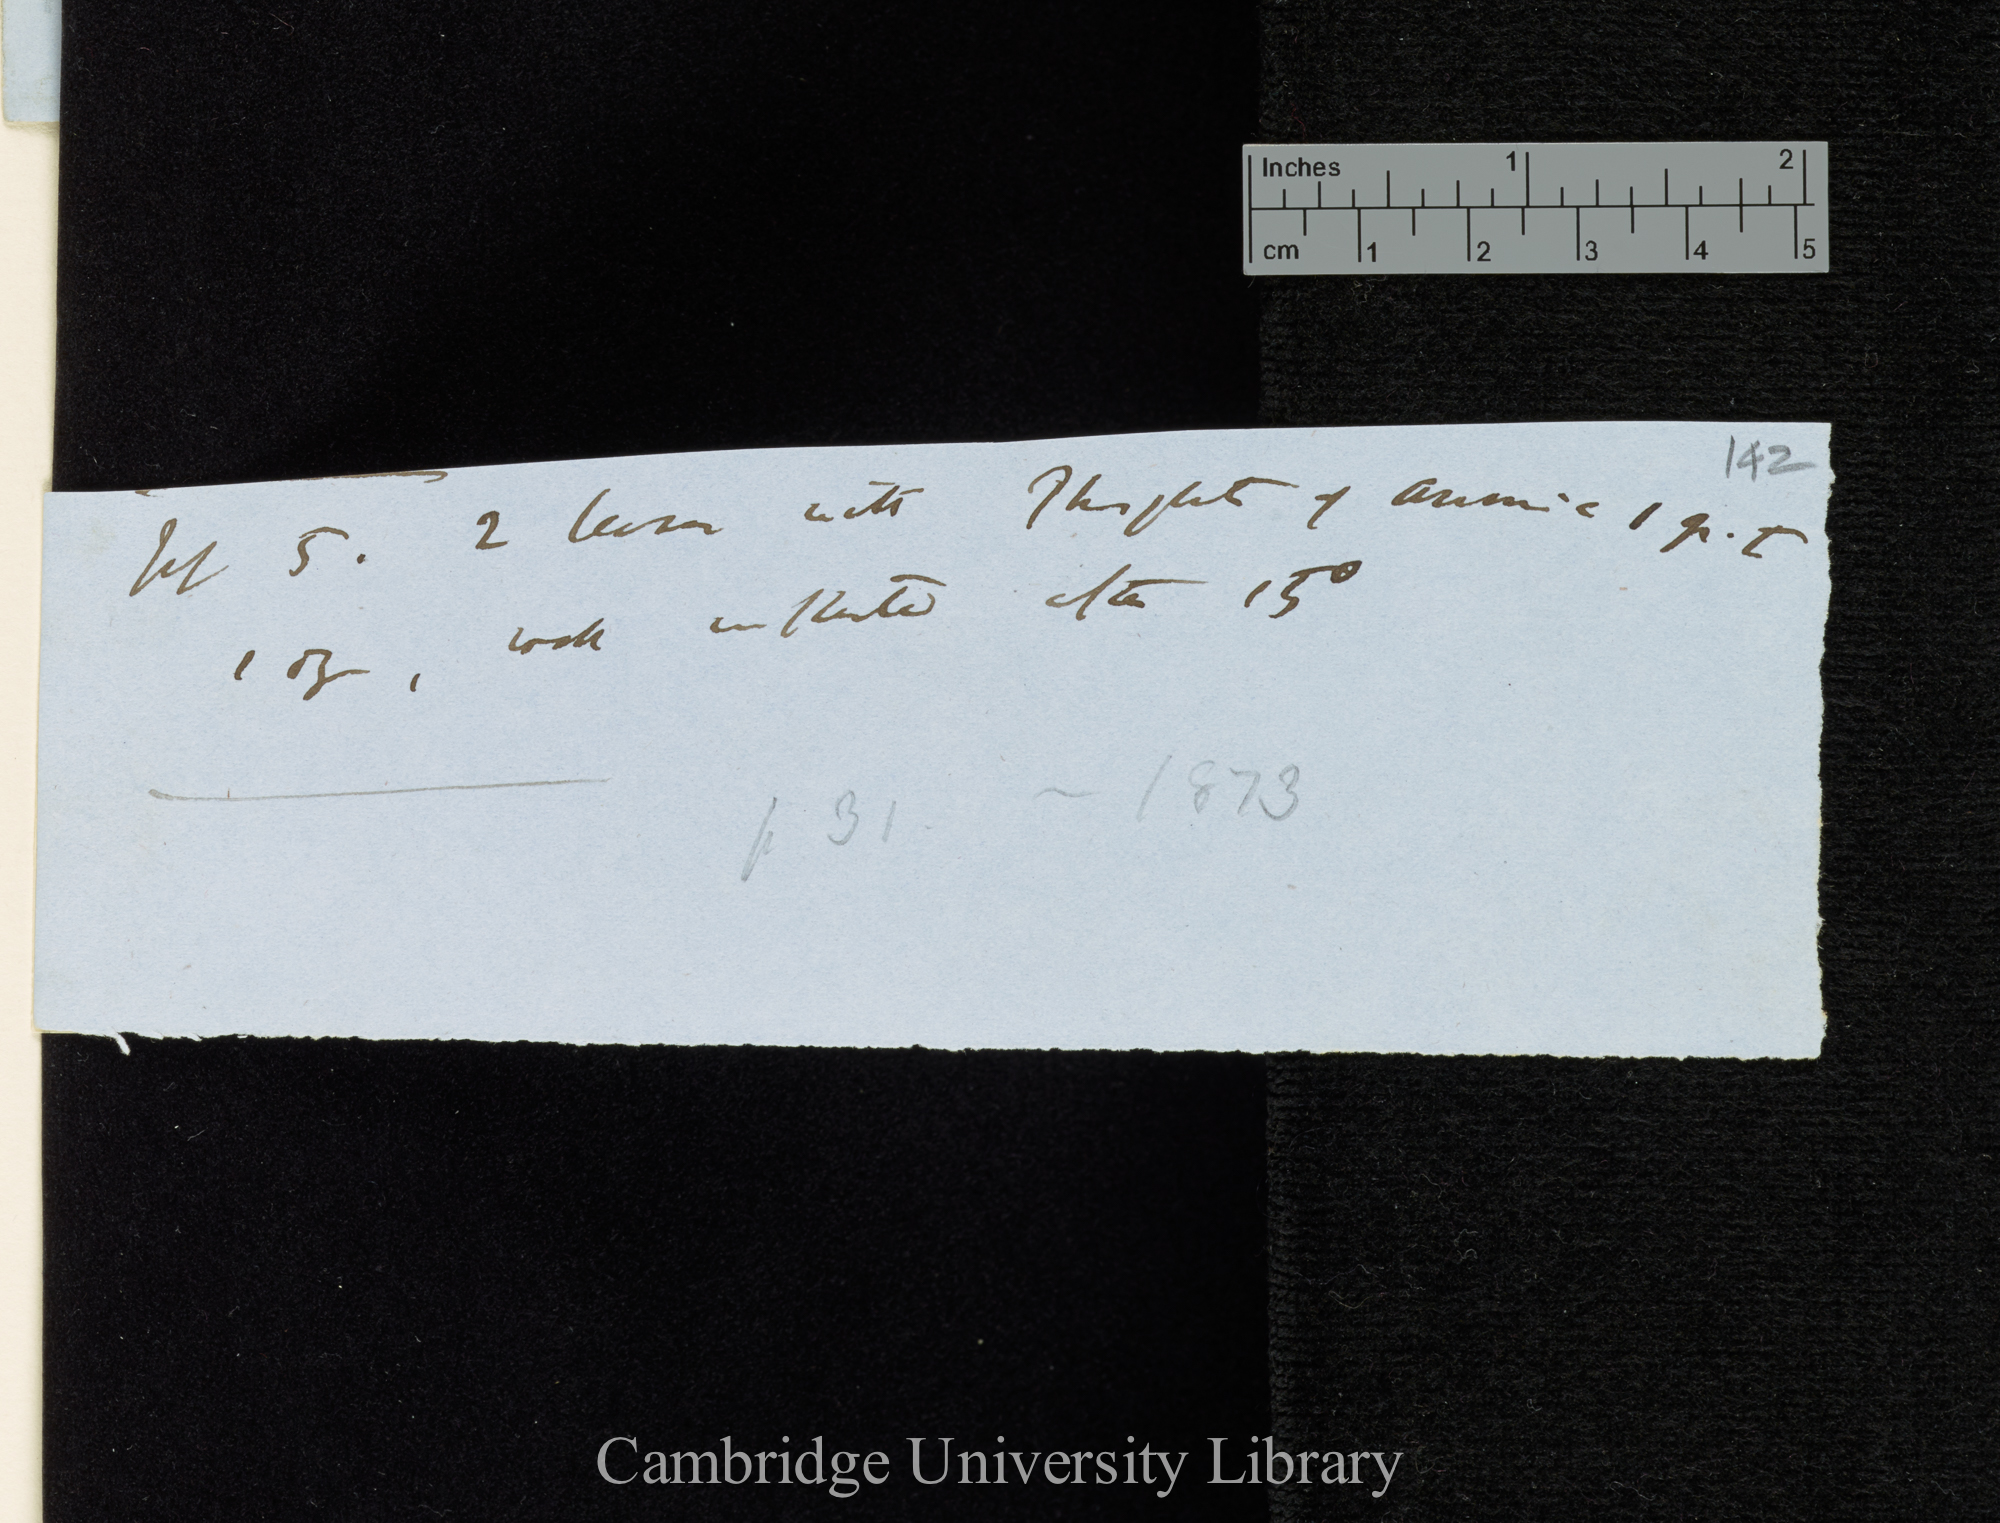 Inches 1 2
cm 1 2 3 4 5
142
5. 2 leaves with Phosphate of ammonia 1 gr. to
1 oz, well inflected after 15°
p 31. ~ 1873
Cambridge University Library